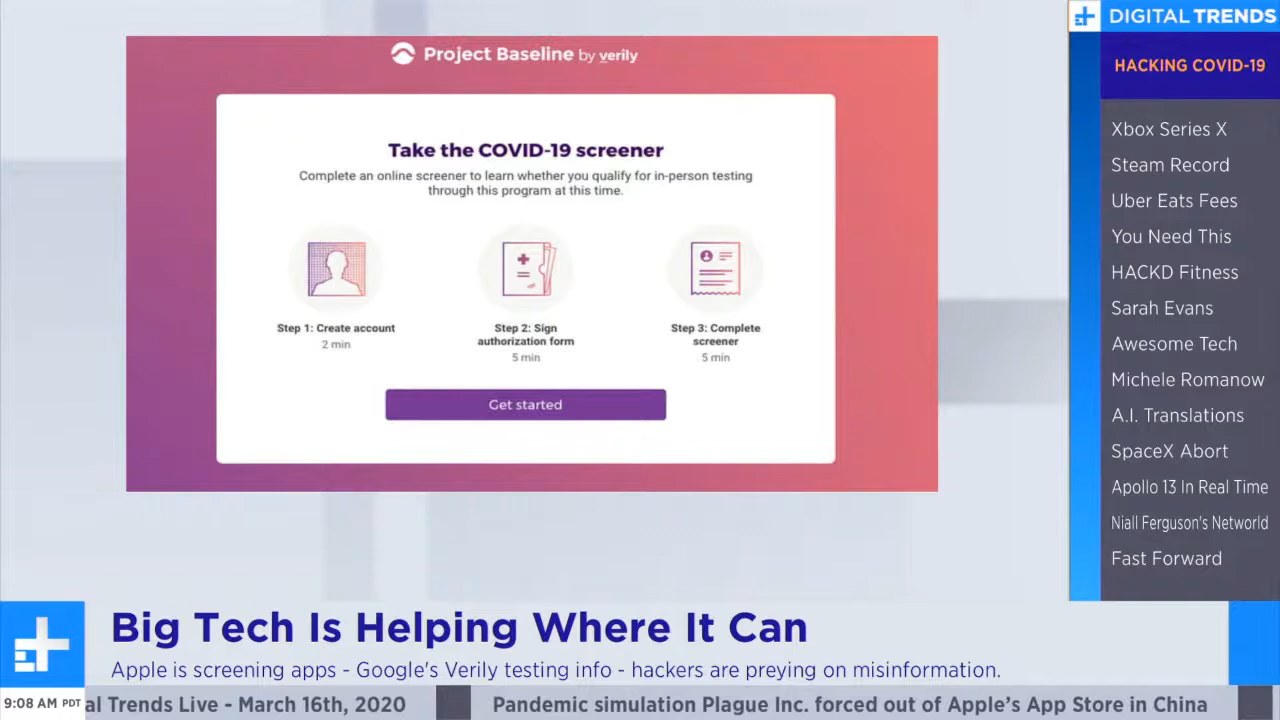 Project Baseline by verily
Take the COVID-19 screener
Complete an online screener to learn whether you qualify for in-person testing
through this program at this time.
Step 1: Create account
2 min
Step 2: Sign
authorization form
5 min
Step 3: Complete
screener
5 min
Get started
DIGITAL TRENDS
HACKING COVID-19
Xbox Series X
Steam Record
Uber Eats Fees
You Need This
HACKD Fitness
Sarah Evans
Awesome Tech
Michele Romanow
A.I. Translations
SpaceX Abort
Apollo 13 In Real Time
Niall Ferguson's Networld
Fast Forward
Big Tech Is Helping Where It Can
Apple is screening apps - Google's Verily testing info - hackers are preying on misinformation.
9:08 AM PDT
al Trends Live - March 16th, 2020
Pandemic simulation Plague Inc. forced out of Apple’s App Store in China